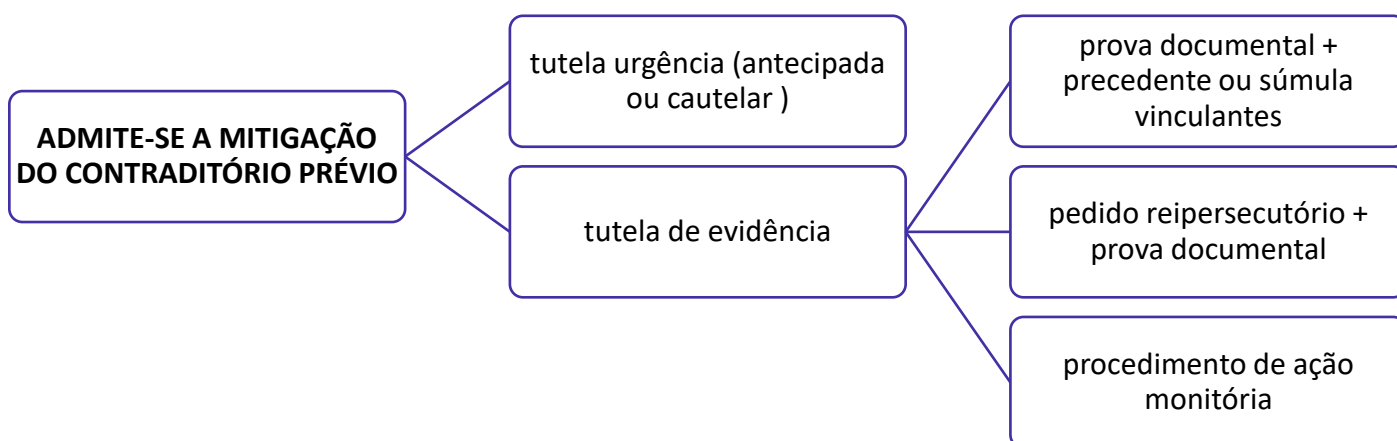 ADMITE-SE A MITIGAÇÃO
DO CONTRADITÓRIO PRÉVIO
tutela urgência (antecipada
ou cautelar )
tutela de evidência
prova documental +
precedente ou súmula
vinculantes
pedido reipersecutório +
prova documental
procedimento de ação
monitória